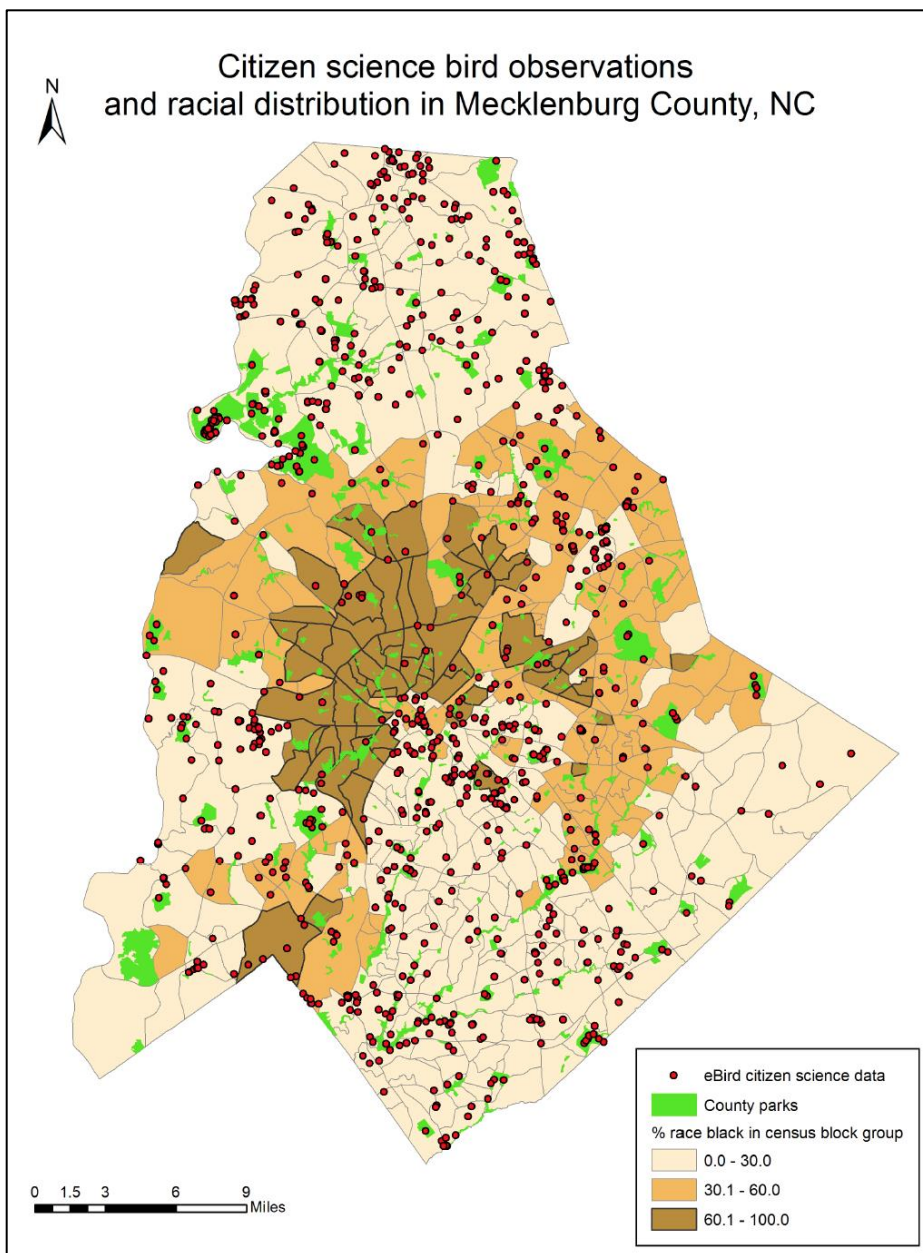 Citizen science bird observations
and racial distribution in Mecklenburg County, NC
N
eBird citizen science data
County parks
% race black in census block group
0.0 - 30.0
30.1 - 60.0
60.1 - 100.0
0 1.5 3 6 9
Miles